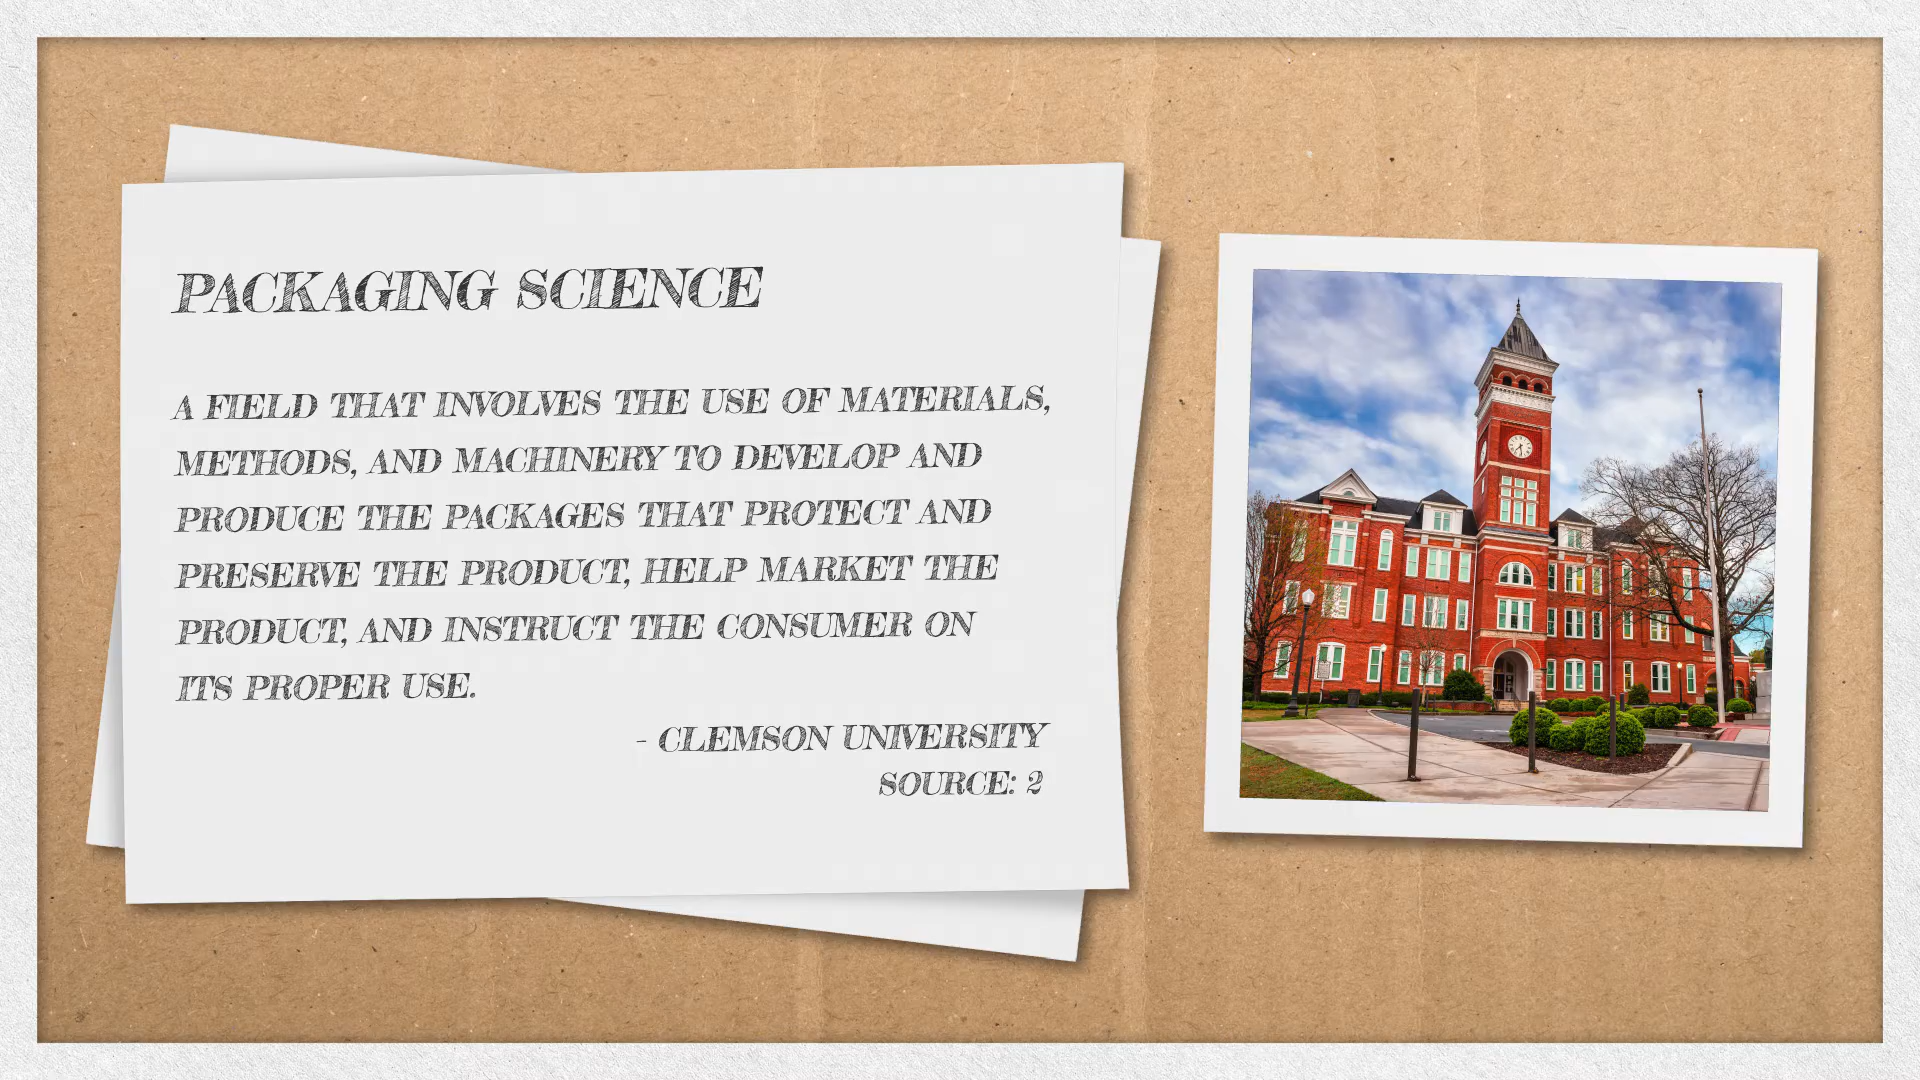 PACKAGING SCIENCE
A FIELD THAT INVOLVES THE USE OF MATERIALS,
METHODS, AND MACHINERY TO DEVELOP AND
PRODUCE THE PACKAGES THAT PROTECT AND
PRESERVE THE PRODUCT, HELP MARKET THE
PRODUCT, AND INSTRUCT THE CONSUMER ON
ITS PROPER USE.
- CLEMSON UNIVERSITY
SOURCE: 2